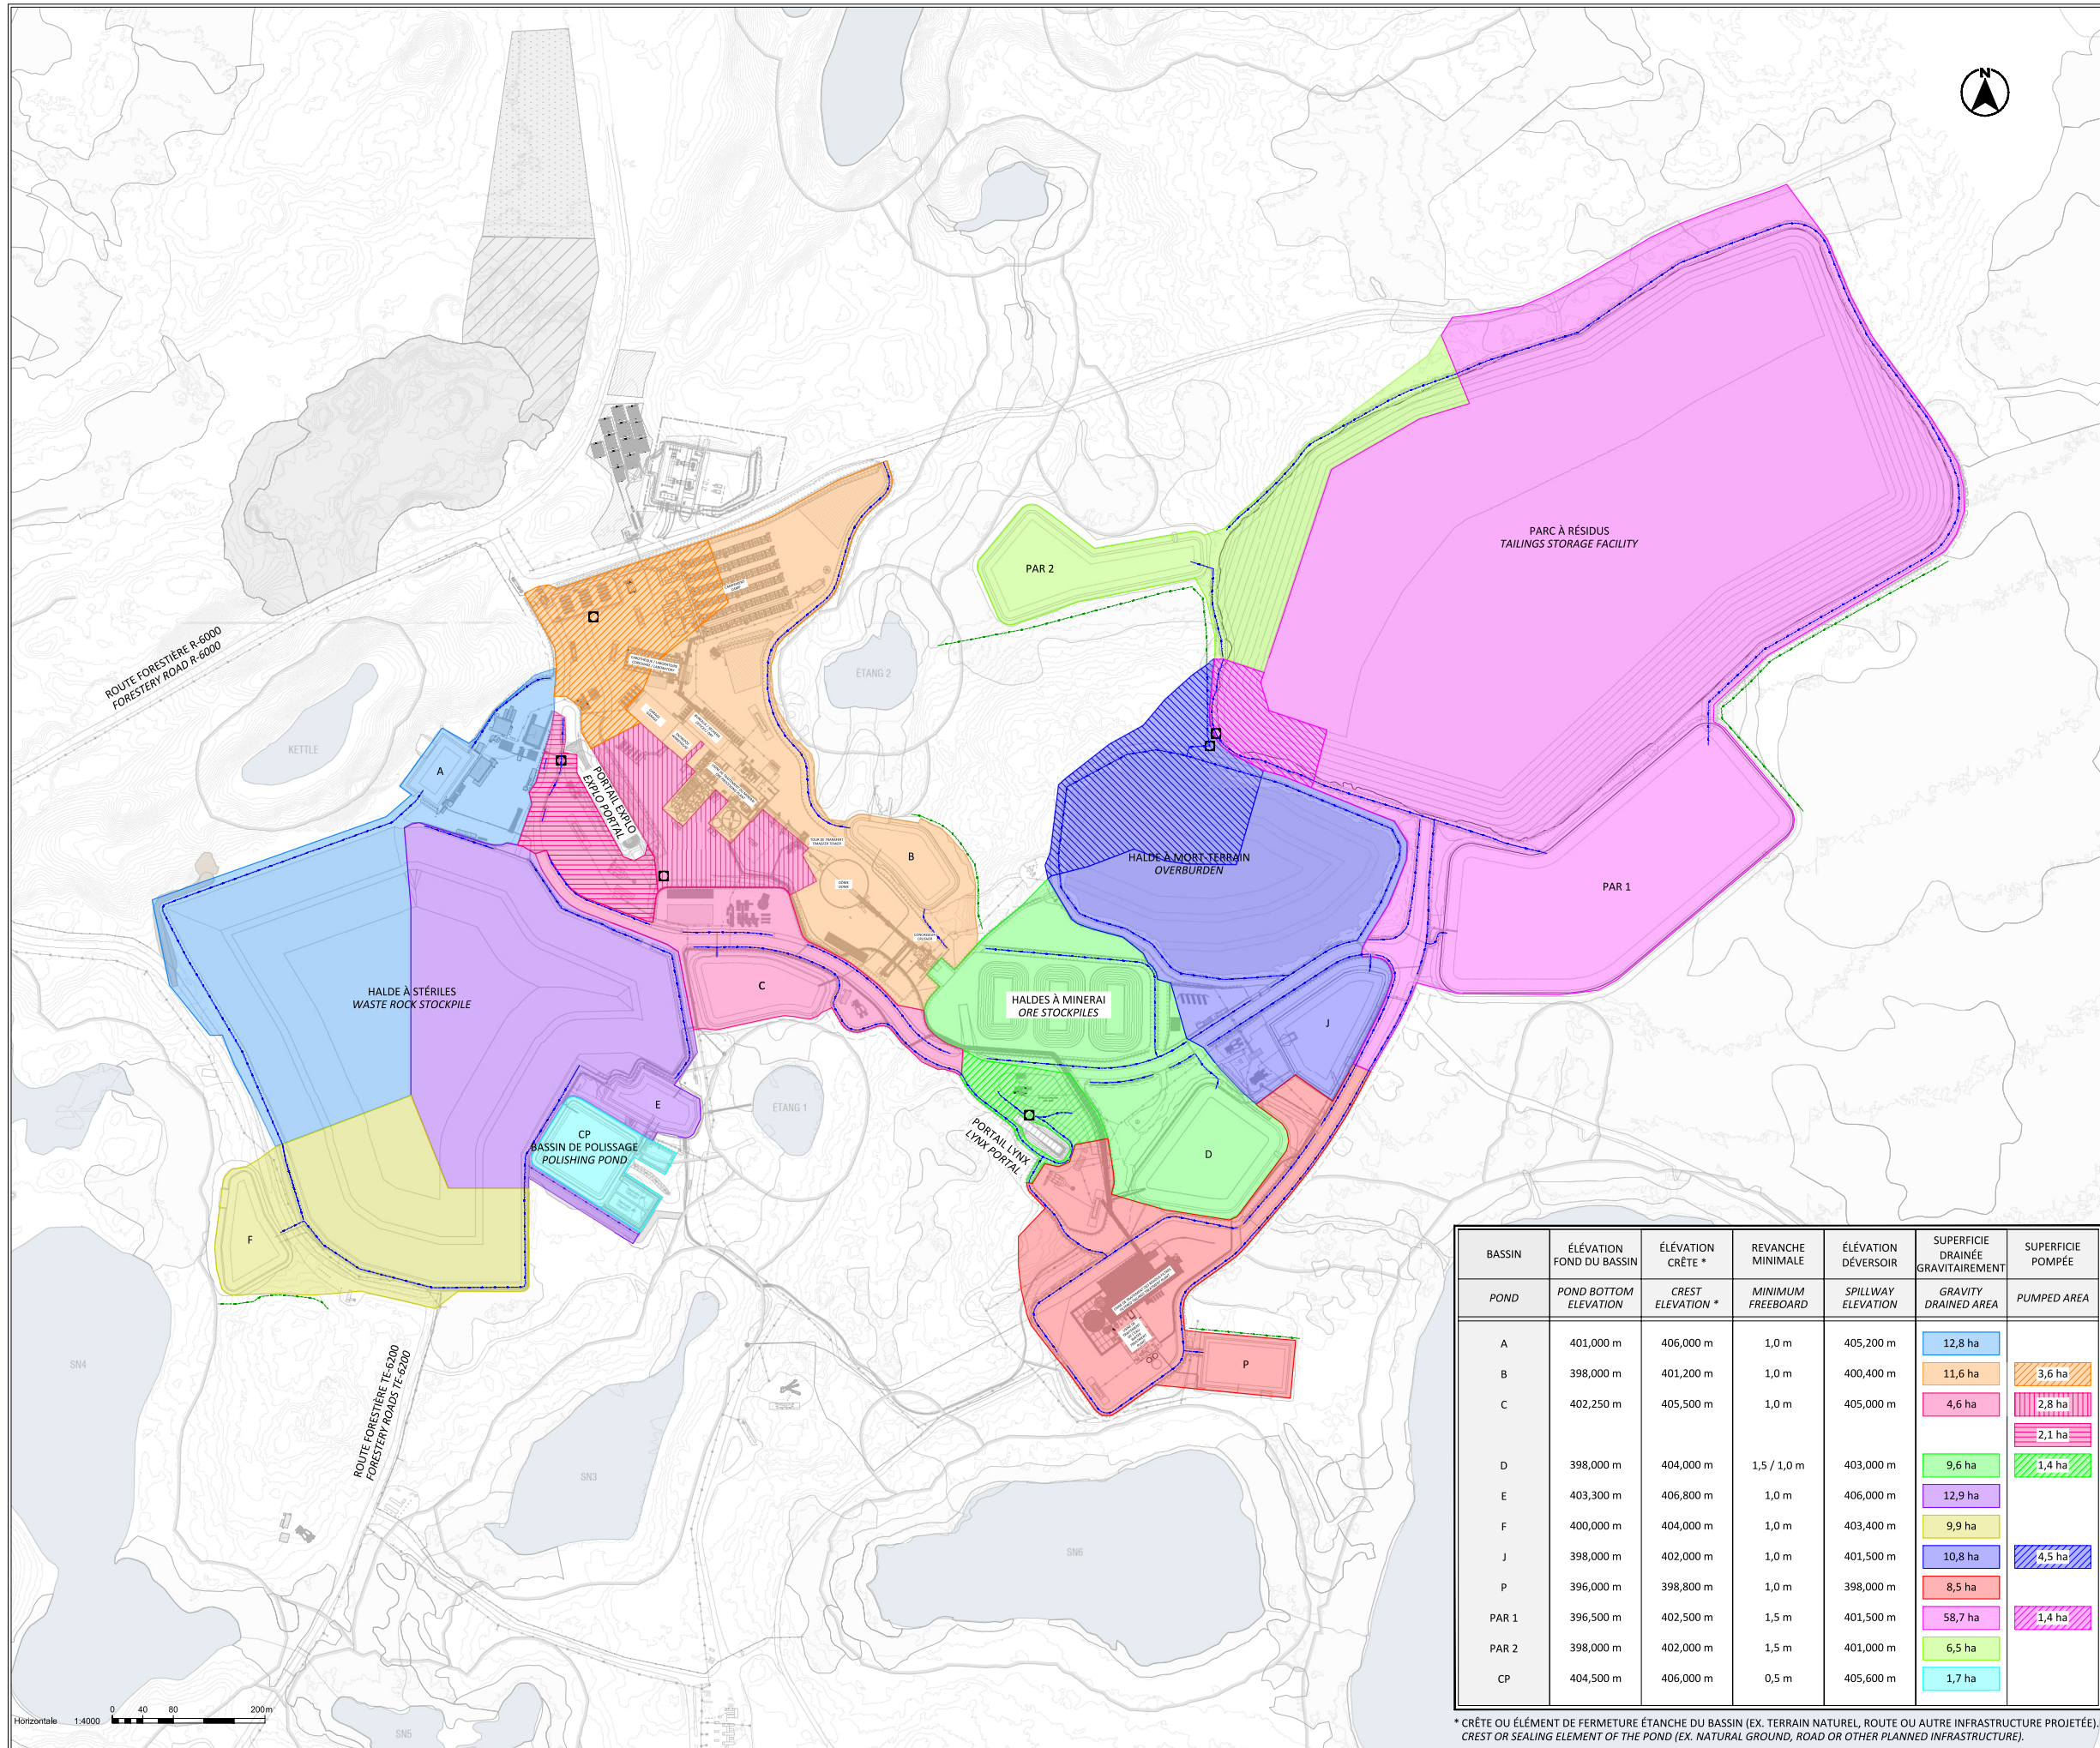 N
PARC À RÉSIDUS
TAILINGS STORAGE FACILITY
PAR 2
ROUTE FORESTIÈRE R-6000
FORESTERY ROAD R-6000
CAMPEMENT
CAMP
ÉTANG 2
KETTLE
A
PORTAIL EXPLO
EXPLO PORTAL
TOUR DE TRANSFERT
TRANSFER TOWER
B
DÔME
DOME
CONCASSEUR
CRUSHER
HALDE À MORT-TERRAIN
OVERBURDEN
PAR 1
HALDE À STÉRILES
WASTE ROCK STOCKPILE
C
HALDES À MINERAI
ORE STOCKPILES
J
E
ÉTANG 1
CP
BASSIN DE POLISSAGE
POLISHING POND
PORTAIL LYNX
LYNX PORTAL
D
F
P
SN4
ROUTE FORESTIÈRE TE-6200
FORESTERY ROADS TE-6200
SN3
SN6
SN5
Horizontale 1:4000
0 40 80 200m
BASSIN ÉLÉVATION FOND DU BASSIN ÉLÉVATION CRÊTE * REVANCHE MINIMALE ÉLÉVATION DÉVERSOIR SUPERFICIE DRAINÉE GRAVITAIREMENT SUPERFICIE POMPÉE
POND POND BOTTOM ELEVATION CREST ELEVATION * MINIMUM FREEBOARD SPILLWAY ELEVATION GRAVITY DRAINED AREA PUMPED AREA
A 401,000 m 406,000 m 1,0 m 405,200 m 12,8 ha
B 398,000 m 401,200 m 1,0 m 400,400 m 11,6 ha 3,6 ha
C 402,250 m 405,500 m 1,0 m 405,000 m 4,6 ha 2,8 ha
2,1 ha
D 398,000 m 404,000 m 1,5 / 1,0 m 403,000 m 9,6 ha 1,4 ha
E 403,300 m 406,800 m 1,0 m 406,000 m 12,9 ha
F 400,000 m 404,000 m 1,0 m 403,400 m 9,9 ha
J 398,000 m 402,000 m 1,0 m 401,500 m 10,8 ha 4,5 ha
P 396,000 m 398,800 m 1,0 m 398,000 m 8,5 ha
PAR 1 396,500 m 402,500 m 1,5 m 401,500 m 58,7 ha 1,4 ha
PAR 2 398,000 m 402,000 m 1,5 m 401,000 m 6,5 ha
CP 404,500 m 406,000 m 0,5 m 405,600 m 1,7 ha
* CRÊTE OU ÉLÉMENT DE FERMETURE ÉTANCHE DU BASSIN (EX. TERRAIN NATUREL, ROUTE OU AUTRE INFRASTRUCTURE PROJETÉE).
CREST OR SEALING ELEMENT OF THE POND (EX. NATURAL GROUND, ROAD OR OTHER PLANNED INFRASTRUCTURE).